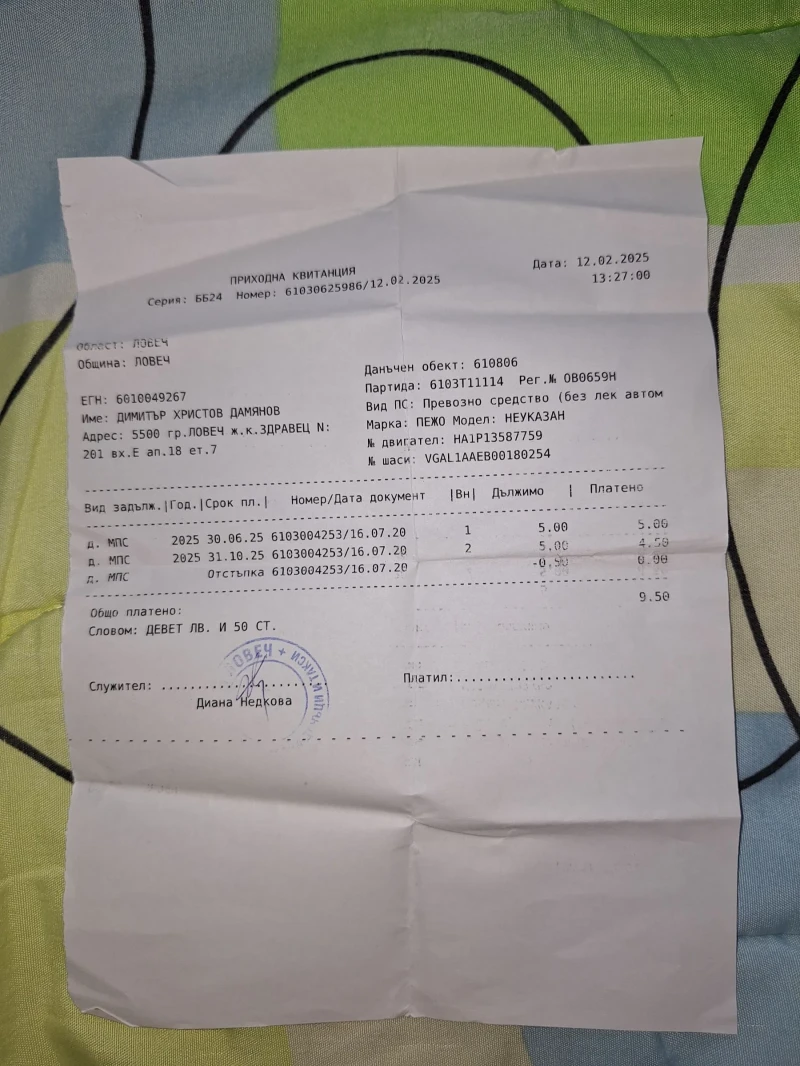 ПРИХОДНА КВИТАНЦИЯ
Серия: ББ24 Номер: 61030625986/12.02.2025
Дата: 12.02.2025
13:27:00
Област: ЛОВЕЧ
Община: ЛОВЕЧ
ЕГН: 6010049267
Име: ДИМИТЪР ХРИСТОВ ДАМЯНОВ
Адрес: 5500 гр.ЛОВЕЧ ж.к.ЗДРАВЕЦ N:
201 вх.Е ап.18 ет.7
Данъчен обект: 610806
Партида: 6103Т11114 Рег.№ ОВ0659Н
Вид ПС: Превозно средство (без лек автом
Марка: ПЕЖО Модел: НЕУКАЗАН
№ двигател: HA1P13587759
№ шаси: VGAL1AAEB00180254
Вид задълж.|Год.|Срок пл.| Номер/Дата документ |Вн| Дължимо | Платено
д. МПС 2025 30.06.25 6103004253/16.07.20 1 5.00 5.00
д. МПС 2025 31.10.25 6103004253/16.07.20 2 5.00 4.50
д. МПС Отстъпка 6103004253/16.07.20 -0.50 0.00
Общо платено: 9.50
Словом: ДЕВЕТ ЛВ. И 50 СТ.
Служител: ........................
Диана Недкова
Платил:........................
ЛОВЕЧ + И ТАКСИ